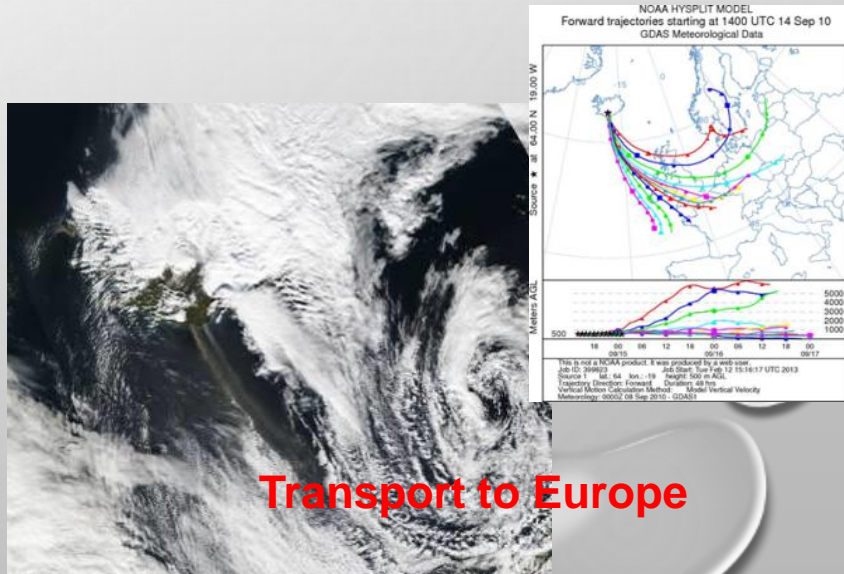 NOAA HYSPLIT MODEL
Forward trajectories starting at 1400 UTC 14 Sep 10
GDAS Meteorological Data
Source ★ at 64.00 N 19.00 W
-15
0
Meters AGL
500
5000
4000
3000
2000
1000
18 00 06 12 18 00 06 12 18 00
09/15 09/16 09/17
This is not a NOAA product. It was produced by a web user.
Job ID: 399823 Job Start: Tue Feb 12 15:16:17 UTC 2013
Source 1 lat.: 64 lon.: -19 height: 500 m AGL
Trajectory Direction: Forward Duration: 48 hrs
Vertical Motion Calculation Method: Model Vertical Velocity
Meteorology: 0000Z 08 Sep 2010 - GDAS1
Transport to Europe